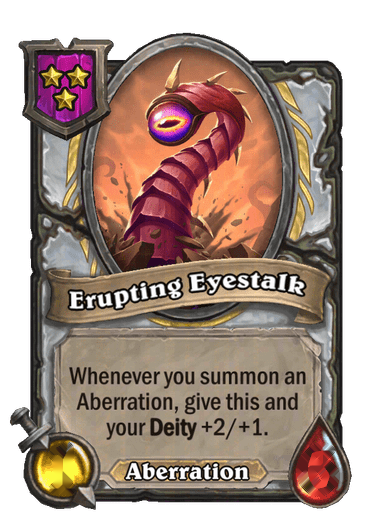 Erupting Eyestalk
Whenever you summon an
Aberration, give this and
your Deity +2/+1.
Aberration